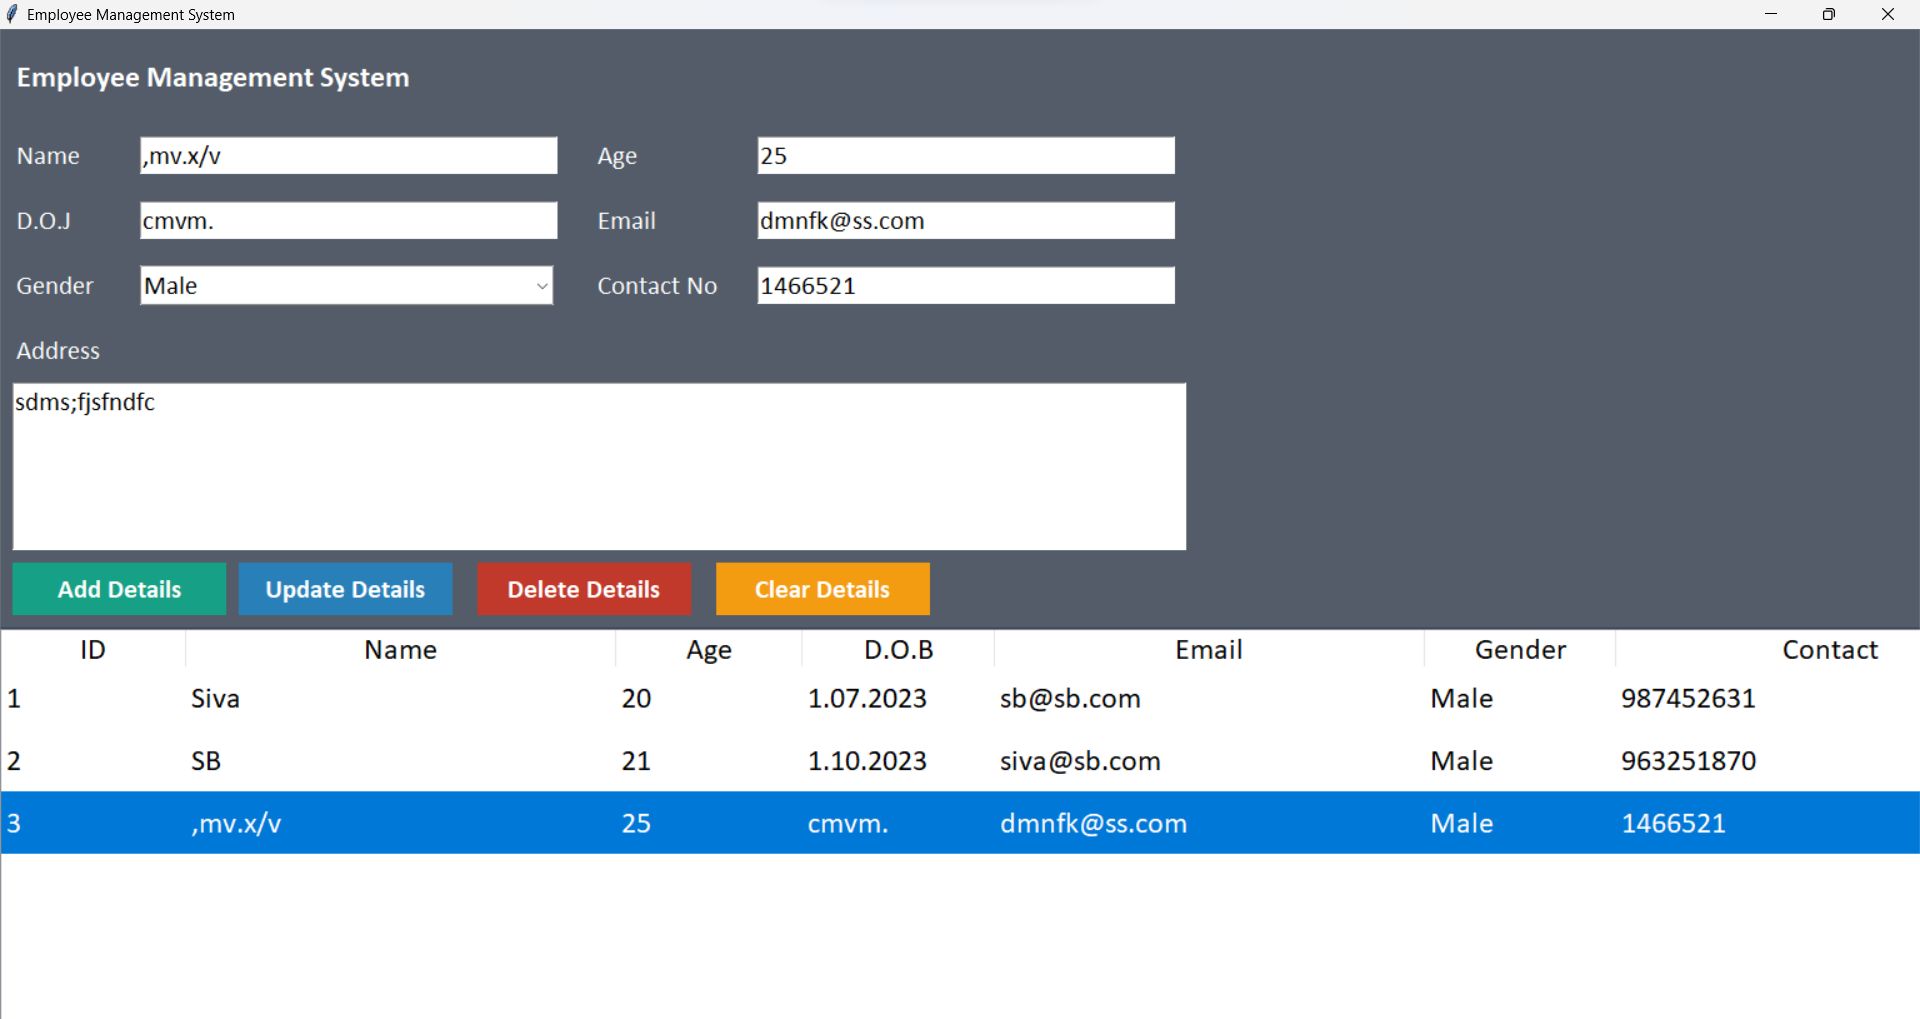 Employee Management System
Employee Management System
Name ,mv.x/v Age 25
D.O.J cmvm. Email dmnfk@ss.com
Gender Male Contact No 1466521
Address
sdms;fjsfndfc
Add Details Update Details Delete Details Clear Details
ID Name Age D.O.B Email Gender Contact
1 Siva 20 1.07.2023 sb@sb.com Male 987452631
2 SB 21 1.10.2023 siva@sb.com Male 963251870
3 ,mv.x/v 25 cmvm. dmnfk@ss.com Male 1466521